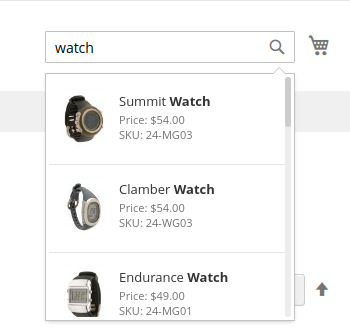 watch
Summit Watch
Price: $54.00
SKU: 24-MG03
Clamber Watch
Price: $54.00
SKU: 24-WG03
Endurance Watch
Price: $49.00
SKU: 24-MG01